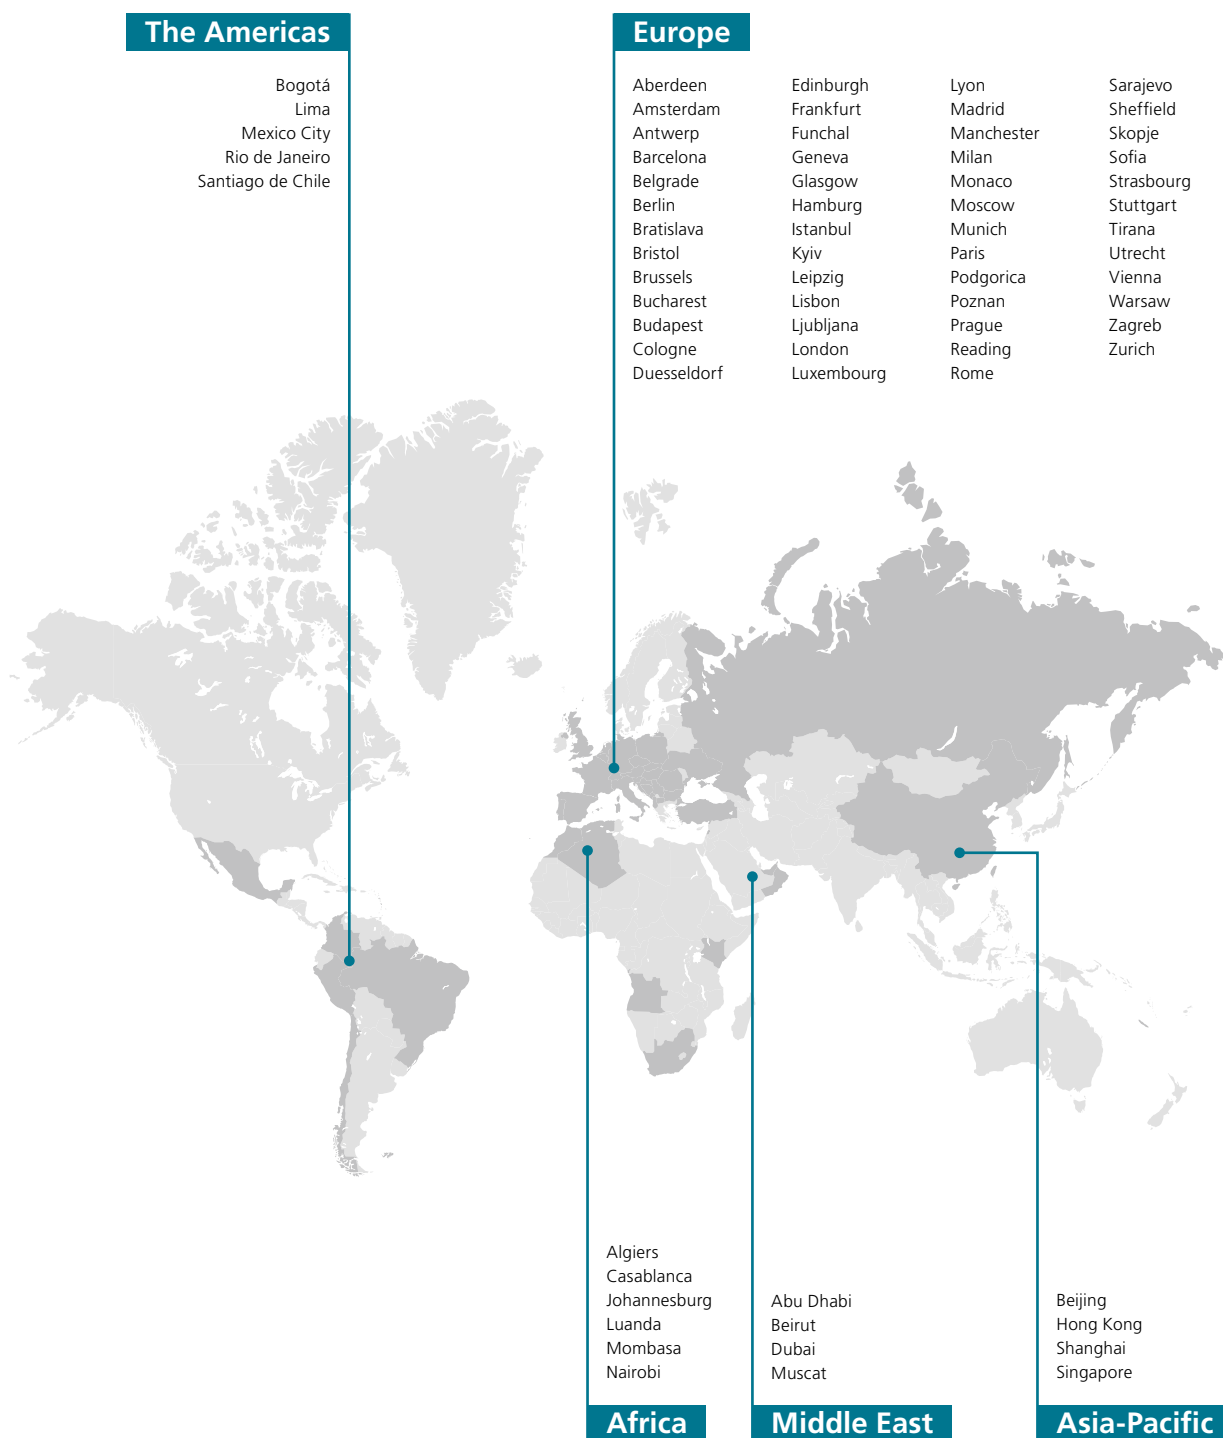 The Americas
Bogotá
Lima
Mexico City
Rio de Janeiro
Santiago de Chile
Europe
Aberdeen
Amsterdam
Antwerp
Barcelona
Belgrade
Berlin
Bratislava
Bristol
Brussels
Bucharest
Budapest
Cologne
Duesseldorf
Edinburgh
Frankfurt
Funchal
Geneva
Glasgow
Hamburg
Istanbul
Kyiv
Leipzig
Lisbon
Ljubljana
London
Luxembourg
Lyon
Madrid
Manchester
Milan
Monaco
Moscow
Munich
Paris
Podgorica
Poznan
Prague
Reading
Rome
Sarajevo
Sheffield
Skopje
Sofia
Strasbourg
Stuttgart
Tirana
Utrecht
Vienna
Warsaw
Zagreb
Zurich
Algiers
Casablanca
Johannesburg
Luanda
Mombasa
Nairobi
Africa
Abu Dhabi
Beirut
Dubai
Muscat
Middle East
Beijing
Hong Kong
Shanghai
Singapore
Asia-Pacific